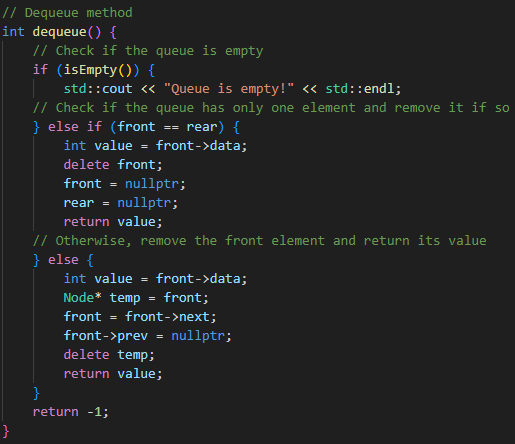 // Dequeue method
int dequeue() {
    // Check if the queue is empty
    if (isEmpty()) {
        std::cout << "Queue is empty!" << std::endl;
    // Check if the queue has only one element and remove it if so
    } else if (front == rear) {
        int value = front->data;
        delete front;
        front = nullptr;
        rear = nullptr;
        return value;
    // Otherwise, remove the front element and return its value
    } else {
        int value = front->data;
        Node* temp = front;
        front = front->next;
        front->prev = nullptr;
        delete temp;
        return value;
    }
    return -1;
}